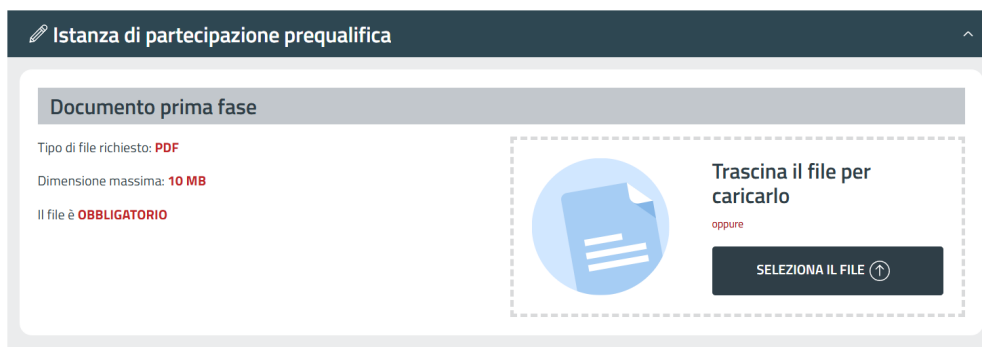 Istanza di partecipazione prequalifica
Documento prima fase
Tipo di file richiesto: PDF
Dimensione massima: 10 MB
Il file è OBBLIGATORIO
Trascina il file per
caricarlo
oppure
SELEZIONA IL FILE